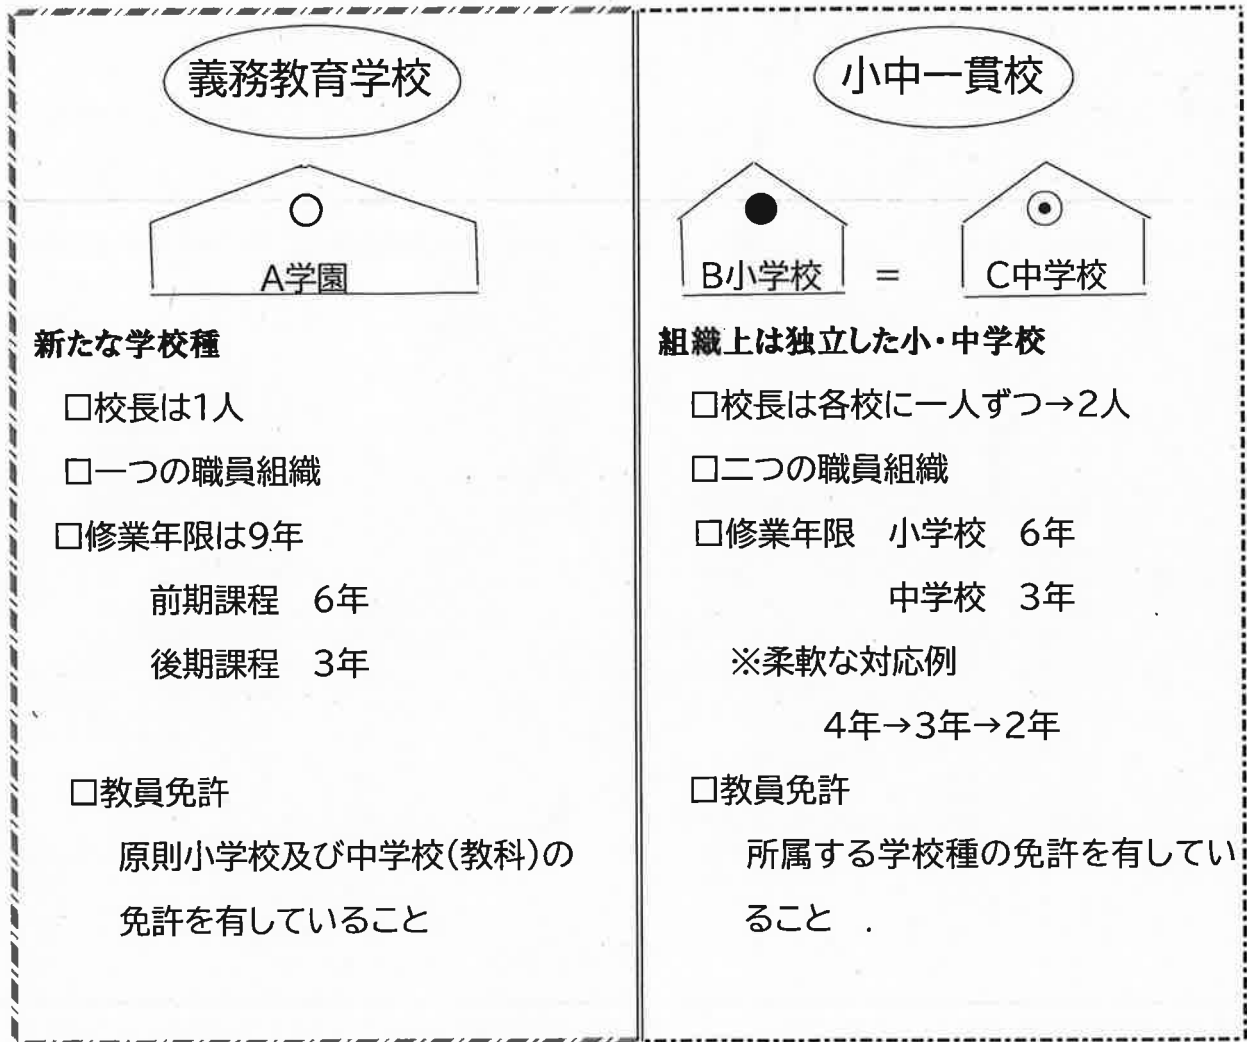 義務教育学校
A学園
新たな学校種
□校長は1人
□一つの職員組織
□修業年限は9年
前期課程 6年
後期課程 3年
□教員免許
原則小学校及び中学校(教科)の
免許を有していること
小中一貫校
B小学校 = C中学校
組織上は独立した小・中学校
□校長は各校に一人ずつ→2人
□二つの職員組織
□修業年限 小学校 6年
中学校 3年
※柔軟な対応例
4年→3年→2年
□教員免許
所属する学校種の免許を有してい
ること